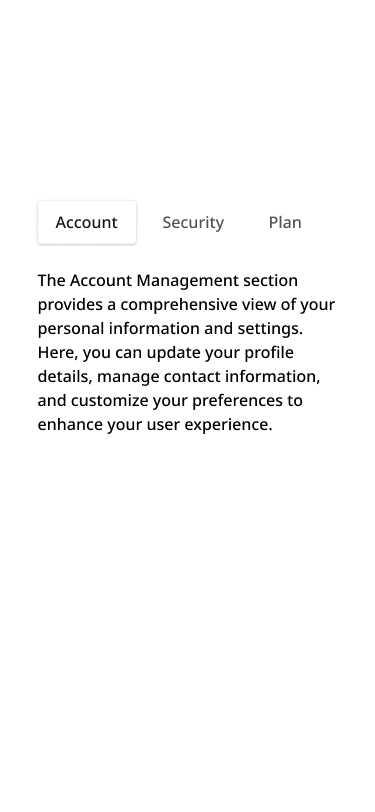 Account Security Plan
The Account Management section
provides a comprehensive view of your
personal information and settings.
Here, you can update your profile
details, manage contact information,
and customize your preferences to
enhance your user experience.